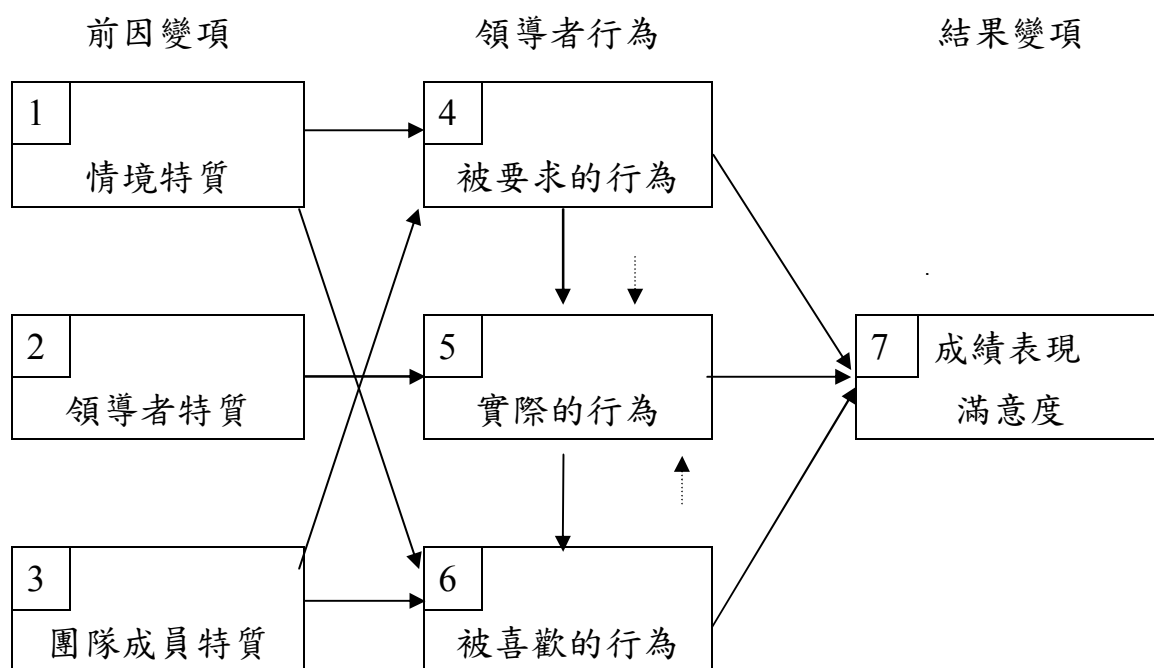 前因變項 領導者行為 結果變項
1 4
情境特質 被要求的行為
2 5 7 成績表現
領導者特質 實際的行為 滿意度
3 6
團隊成員特質 被喜歡的行為